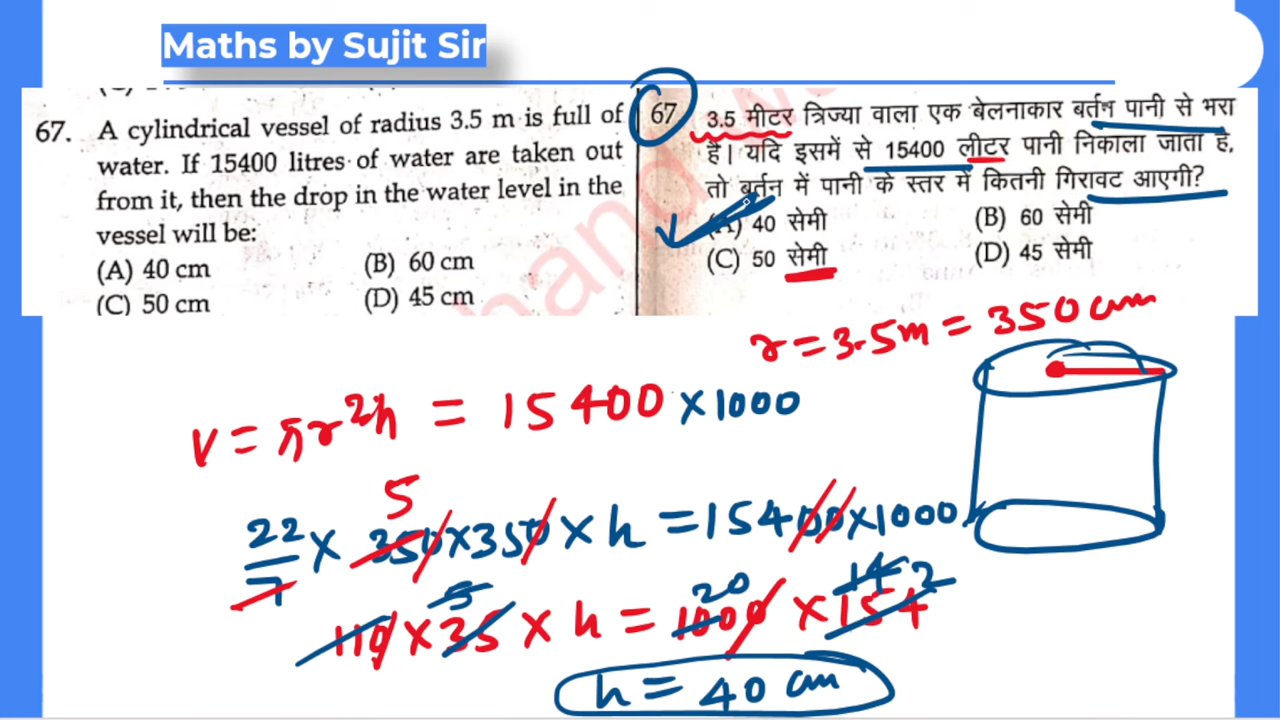 Maths by Sujit Sir
67. A cylindrical vessel of radius 3.5 m is full of
water. If 15400 litres of water are taken out
from it, then the drop in the water level in the
vessel will be:
(A) 40 cm (B) 60 cm
(C) 50 cm (D) 45 cm
67 3.5 मीटर त्रिज्या वाला एक बेलनाकार बर्तन पानी से भरा
है। यदि इसमें से 15400 लीटर पानी निकाला जाता है,
तो बर्तन में पानी के स्तर में कितनी गिरावट आएगी?
(A) 40 सेमी (B) 60 सेमी
(C) 50 सेमी (D) 45 सेमी
r = 3.5m = 350 cm
V = πr²h = 15400 × 1000
5
22/7 × 350 × 350 × h = 15400 × 1000
5 20 14 2
110 × 35 × h = 1000 × 154
h = 40 cm